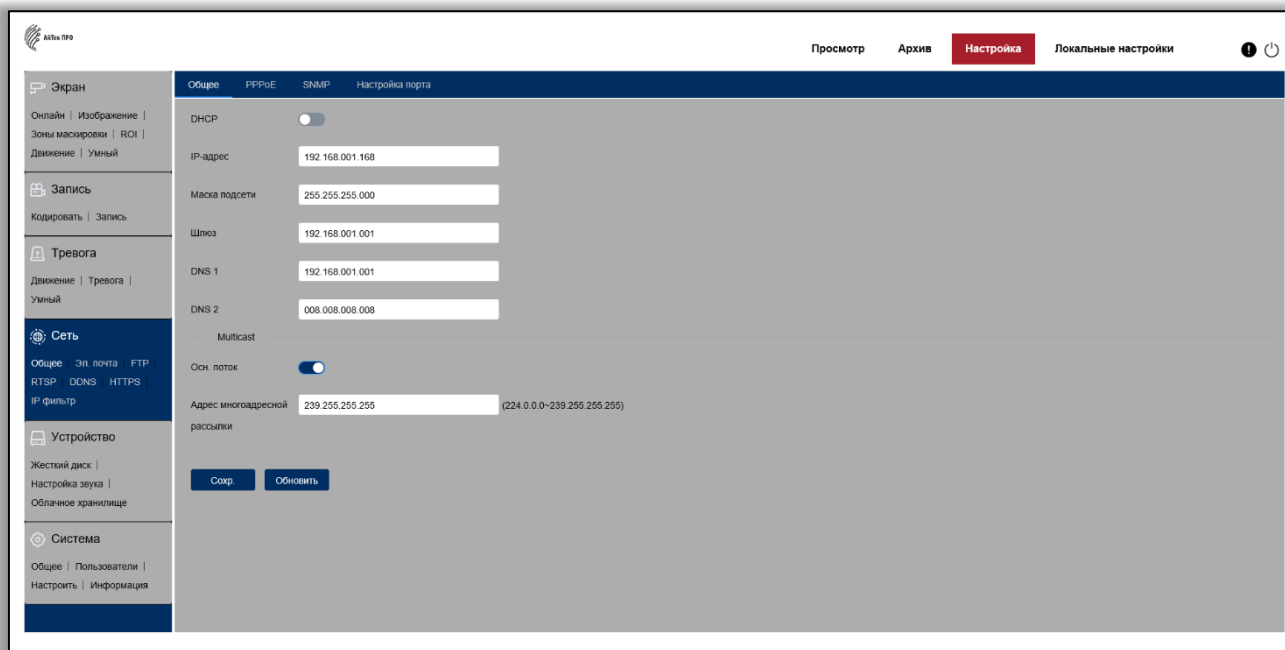 АйТек ПРО
Просмотр Архив Настройка Локальные настройки
Экран
Онлайн | Изображение |
Зоны маскировки | ROI |
Движение | Умный
Запись
Кодировать | Запись
Тревога
Движение | Тревога |
Умный
Сеть
Общее | Эл. почта | FTP |
RTSP | DDNS | HTTPS |
IP фильтр
Устройство
Жесткий диск |
Настройка звука |
Облачное хранилище
Система
Общее | Пользователи |
Настроить | Информация
Общее PPPoE SNMP Настройка порта
DHCP
IP-адрес 192.168.001.168
Маска подсети 255.255.255.000
Шлюз 192.168.001.001
DNS 1 192.168.001.001
DNS 2 008.008.008.008
Multicast
Осн. поток
Адрес многоадресной 239.255.255.255 (224.0.0.0~239.255.255.255)
рассылки
Сохр. Обновить